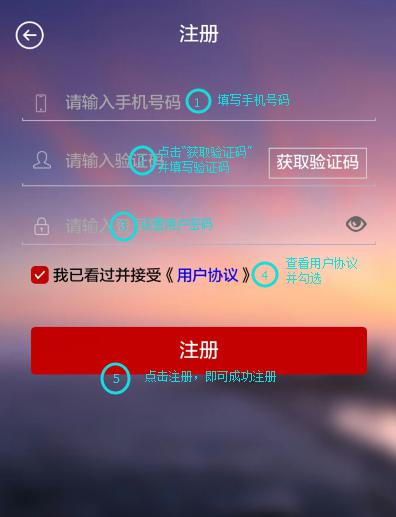 注册
请输入手机号码 1 填写手机号码
请输入验证码 2 点击“获取验证码”
并填写验证码
获取验证码
请输入 3 设置账户密码
我已看过并接受《用户协议》 4 查看用户协议
并勾选
注册
5 点击注册，即可成功注册